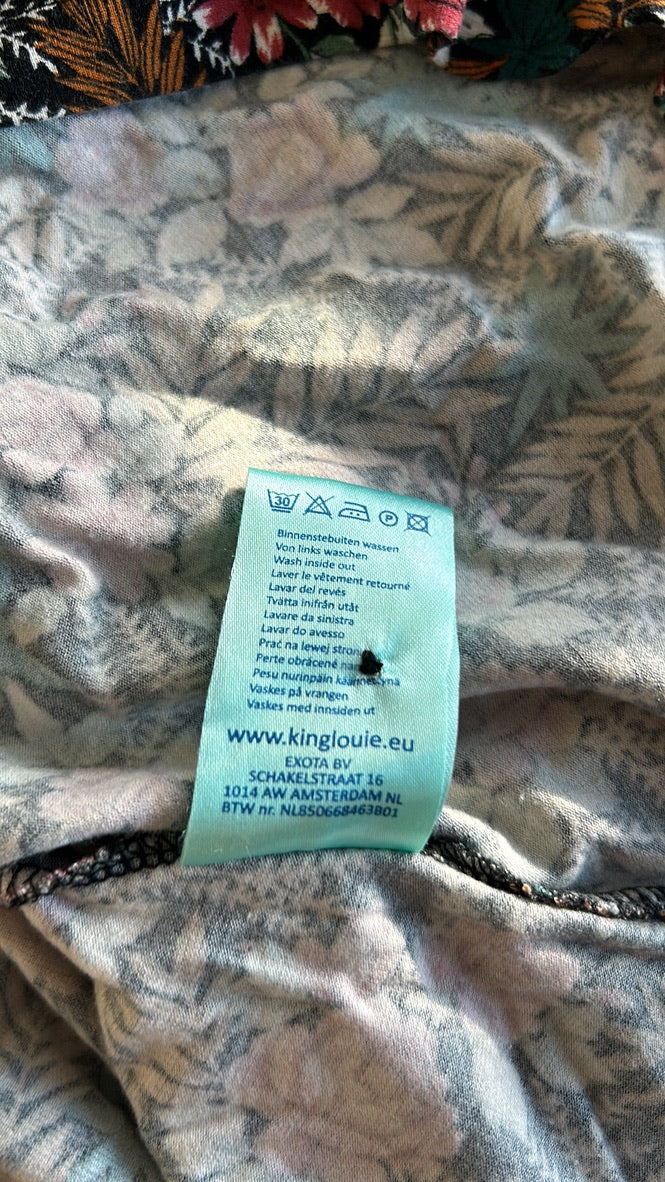 30 P
Binnenstebuiten wassen
Von links waschen
Wash inside out
Laver le vêtement retourné
Lavar del revés
Tvätta inifrån utåt
Lavare da sinistra
Lavar do avesso
Prać na lewej
Perte obrácené
Pesu nurinpäin
Vaskes på vrangen
Vaskes med innsiden ut
www.kinglouie.eu
EXOTA BV
SCHAKELSTRAAT 16
1014 AW AMSTERDAM NL
BTW nr. NL850668463B01